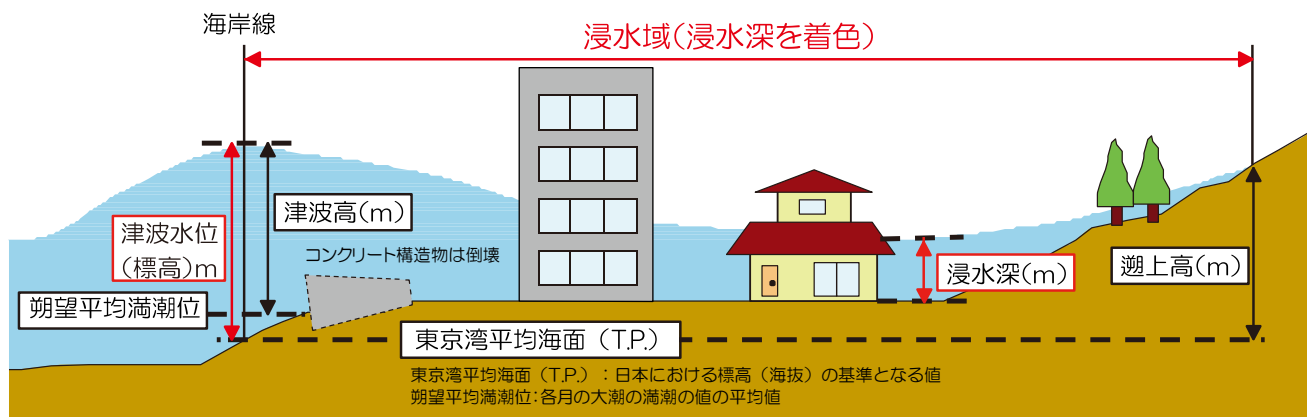 海岸線
浸水域(浸水深を着色)
津波高(m)
津波水位
(標高)m
コンクリート構造物は倒壊
浸水深(m)
遡上高(m)
朔望平均満潮位
東京湾平均海面（T.P.）
東京湾平均海面（T.P.）：日本における標高（海抜）の基準となる値
朔望平均満潮位：各月の大潮の満潮の値の平均値